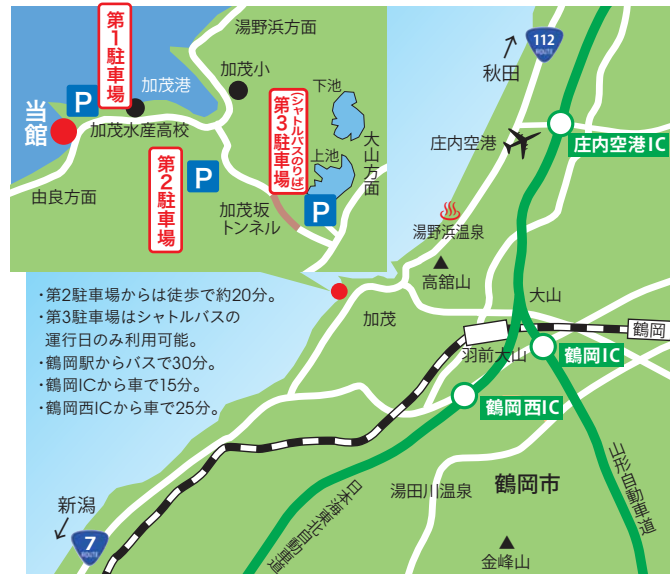 湯野浜方面
第1駐車場
加茂港
加茂小
下池
当館
P
加茂水産高校
第3駐車場
(シャトルバスのりば)
上池
大山方面
第2駐車場
P
P
由良方面
加茂坂
トンネル
112
ROUTE
秋田
庄内空港
庄内空港IC
湯野浜温泉
高舘山
・第2駐車場からは徒歩で約20分。
・第3駐車場はシャトルバスの
運行日のみ利用可能。
・鶴岡駅からバスで30分。
・鶴岡ICから車で15分。
・鶴岡西ICから車で25分。
加茂
大山
鶴岡
羽前大山
鶴岡IC
鶴岡西IC
新潟
7
ROUTE
日本海東北自動車道
湯田川温泉
鶴岡市
山形自動車道
金峰山